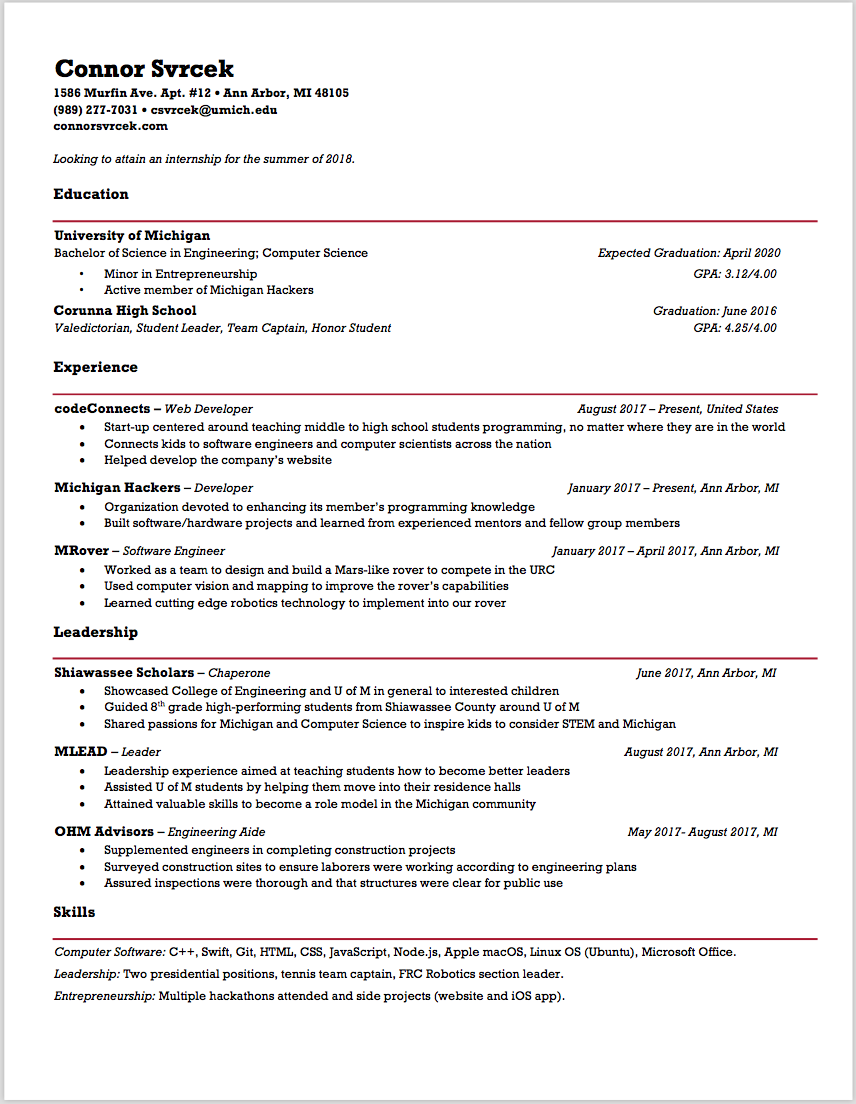 Connor Svrcek
1586 Murfin Ave. Apt. #12 • Ann Arbor, MI 48105
(989) 277-7031 • csvrcek@umich.edu
connorsvrcek.com
Looking to attain an internship for the summer of 2018.
Education
University of Michigan
Bachelor of Science in Engineering; Computer Science Expected Graduation: April 2020
• Minor in Entrepreneurship GPA: 3.12/4.00
• Active member of Michigan Hackers
Corunna High School Graduation: June 2016
Valedictorian, Student Leader, Team Captain, Honor Student GPA: 4.25/4.00
Experience
codeConnects – Web Developer August 2017 – Present, United States
• Start-up centered around teaching middle to high school students programming, no matter where they are in the world
• Connects kids to software engineers and computer scientists across the nation
• Helped develop the company's website
Michigan Hackers – Developer January 2017 – Present, Ann Arbor, MI
• Organization devoted to enhancing its member's programming knowledge
• Built software/hardware projects and learned from experienced mentors and fellow group members
MRover – Software Engineer January 2017 – April 2017, Ann Arbor, MI
• Worked as a team to design and build a Mars-like rover to compete in the URC
• Used computer vision and mapping to improve the rover's capabilities
• Learned cutting edge robotics technology to implement into our rover
Leadership
Shiawassee Scholars – Chaperone June 2017, Ann Arbor, MI
• Showcased College of Engineering and U of M in general to interested children
• Guided 8th grade high-performing students from Shiawassee County around U of M
• Shared passions for Michigan and Computer Science to inspire kids to consider STEM and Michigan
MLEAD – Leader August 2017, Ann Arbor, MI
• Leadership experience aimed at teaching students how to become better leaders
• Assisted U of M students by helping them move into their residence halls
• Attained valuable skills to become a role model in the Michigan community
OHM Advisors – Engineering Aide May 2017- August 2017, MI
• Supplemented engineers in completing construction projects
• Surveyed construction sites to ensure laborers were working according to engineering plans
• Assured inspections were thorough and that structures were clear for public use
Skills
Computer Software: C++, Swift, Git, HTML, CSS, JavaScript, Node.js, Apple macOS, Linux OS (Ubuntu), Microsoft Office.
Leadership: Two presidential positions, tennis team captain, FRC Robotics section leader.
Entrepreneurship: Multiple hackathons attended and side projects (website and iOS app).